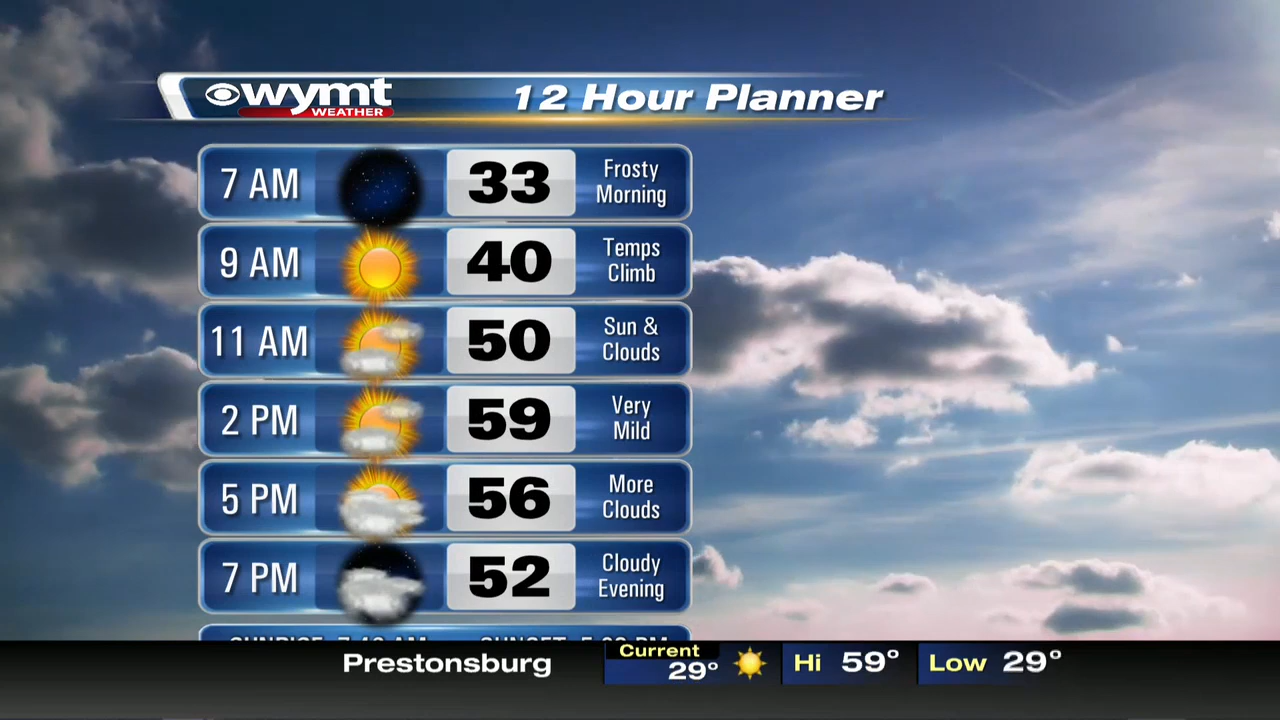 wymt
WEATHER
12 Hour Planner
7 AM
33
Frosty
Morning
9 AM
40
Temps
Climb
11 AM
50
Sun &
Clouds
2 PM
59
Very
Mild
5 PM
56
More
Clouds
7 PM
52
Cloudy
Evening
Prestonsburg
Current
29°
Hi 59°
Low 29°